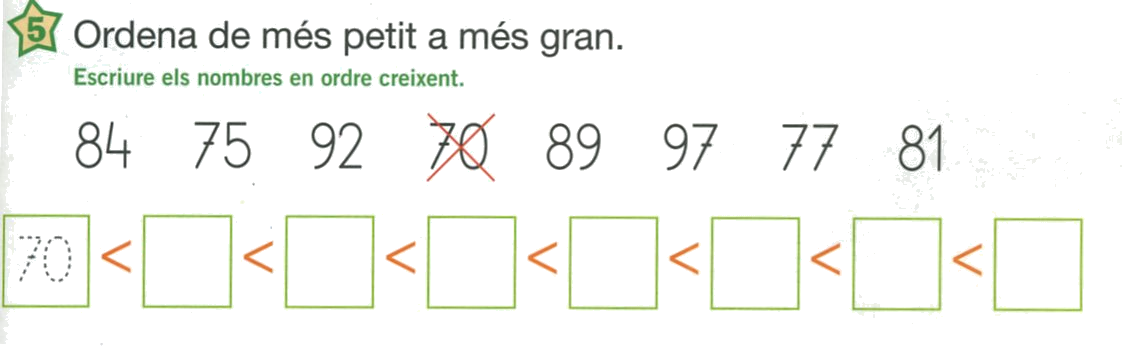 5 Ordena de més petit a més gran.
Escriure els nombres en ordre creixent.
84 75 92 70 89 97 77 81
70 < < < < < < <